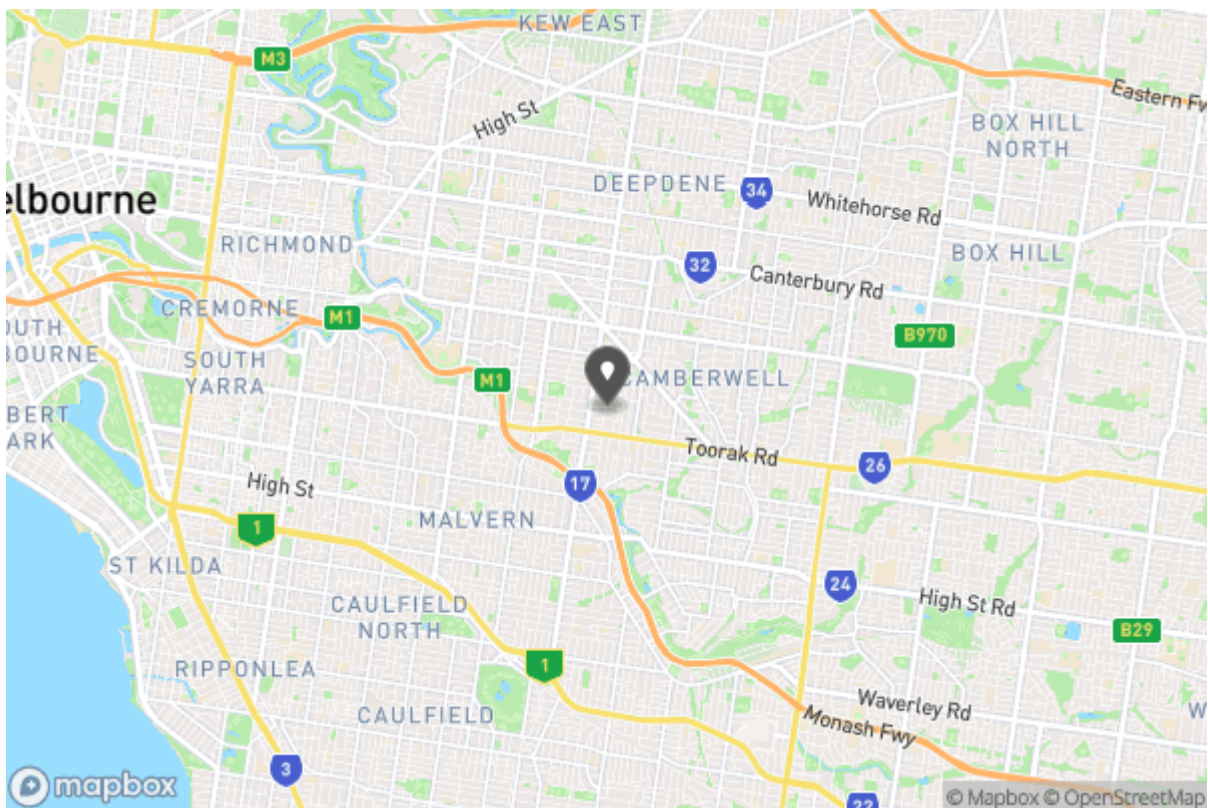 KEW EAST
M3
Eastern Fw
High St
BOX HILL
NORTH
DEEPDENE
34
Whitehorse Rd
elbourne
RICHMOND
BOX HILL
32
Canterbury Rd
CREMORNE
M1
B970
OUTH
BOURNE
SOUTH
YARRA
M1
CAMBERWELL
BERT
ARK
Toorak Rd
26
17
High St
MALVERN
1
ST KILDA
24
High St Rd
CAULFIELD
NORTH
B29
RIPPONLEA
1
Waverley Rd
W
CAULFIELD
Monash Fwy
3
mapbox
22
© Mapbox © OpenStreetMap